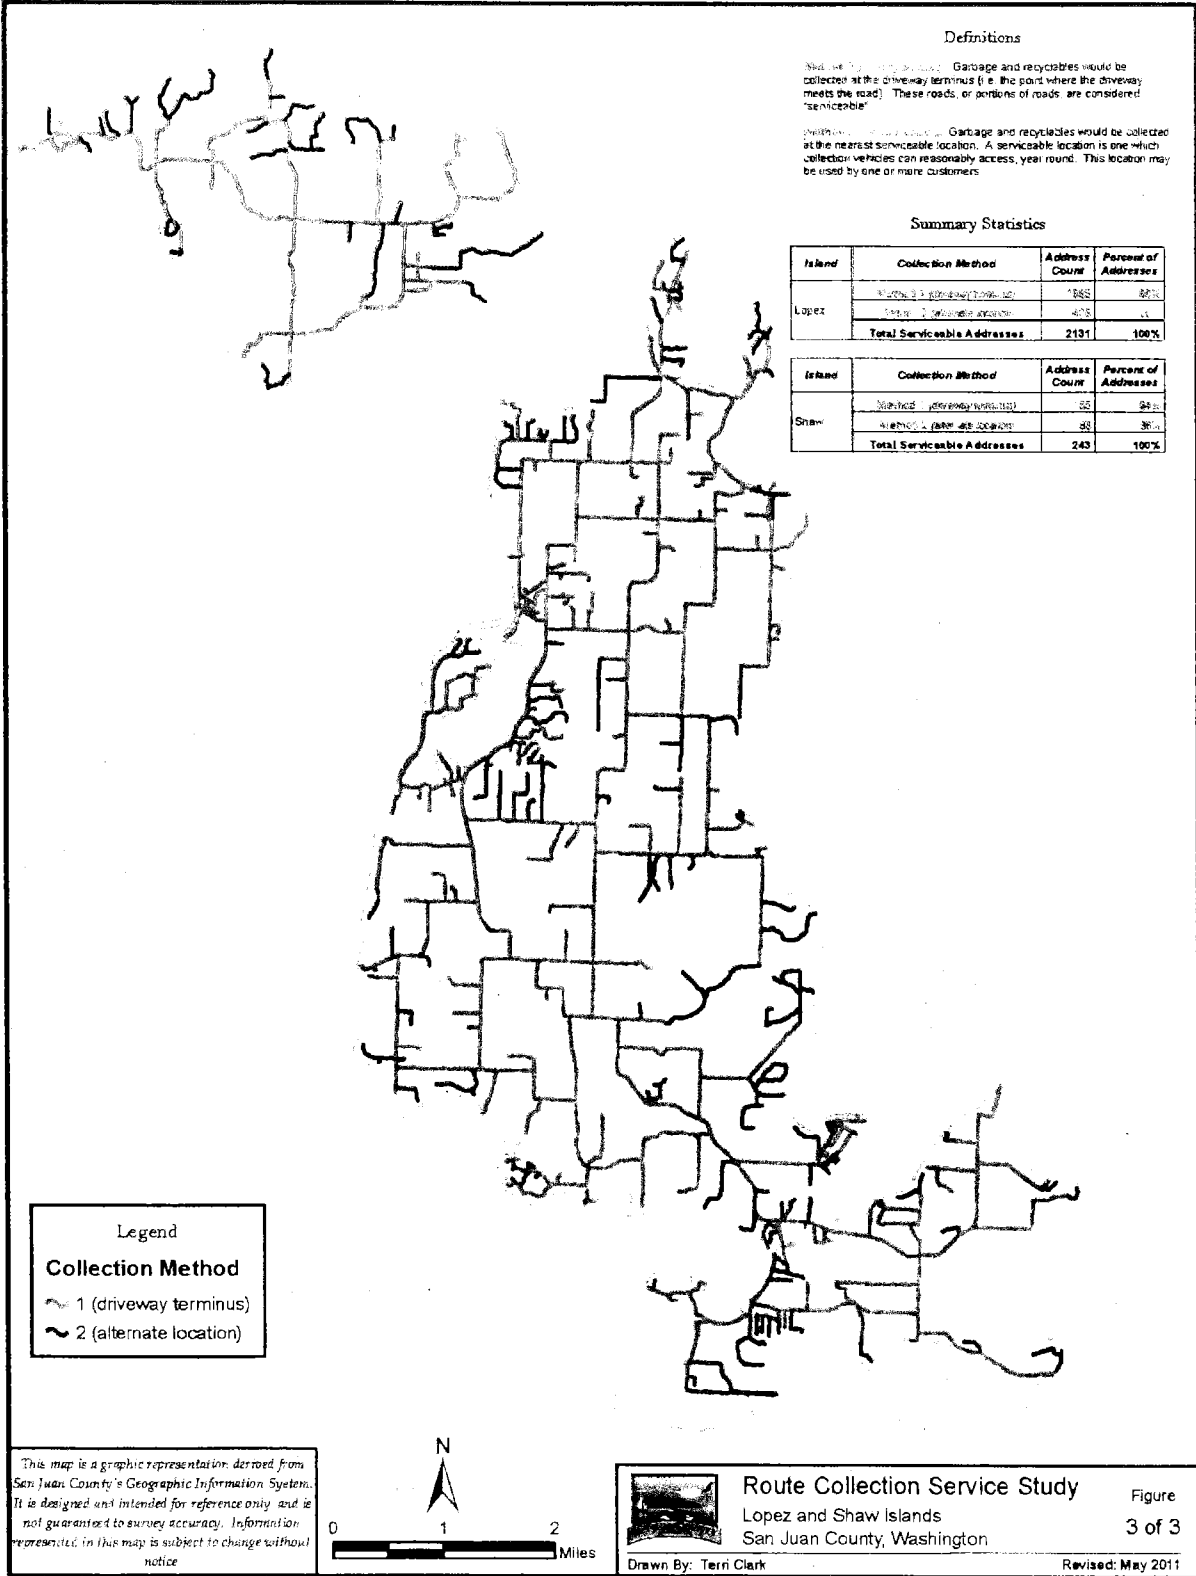 Definitions
Garbage and recyclables would be
collected at the driveway terminus (i.e. the point where the driveway
meets the road). These roads, or portions of roads, are considered
"serviceable"
Garbage and recyclables would be collected
at the nearest serviceable location. A serviceable location is one which
collection vehicles can reasonably access, year round. This location may
be used by one or more customers
Summary Statistics
Island Collection Method Address Count Percent of Addresses
Lopez
Total Serviceable Addresses 2131 100%
Island Collection Method Address Count Percent of Addresses
Shaw
Total Serviceable Addresses 243 100%
Legend
Collection Method
1 (driveway terminus)
2 (alternate location)
This map is a graphic representation derived from
San Juan County's Geographic Information System.
It is designed and intended for reference only and is
not guaranteed to survey accuracy. Information
represented in this map is subject to change without
notice
N
0 1 2
Miles
Route Collection Service Study
Lopez and Shaw Islands
San Juan County, Washington
Figure
3 of 3
Drawn By: Terri Clark
Revised: May 2011